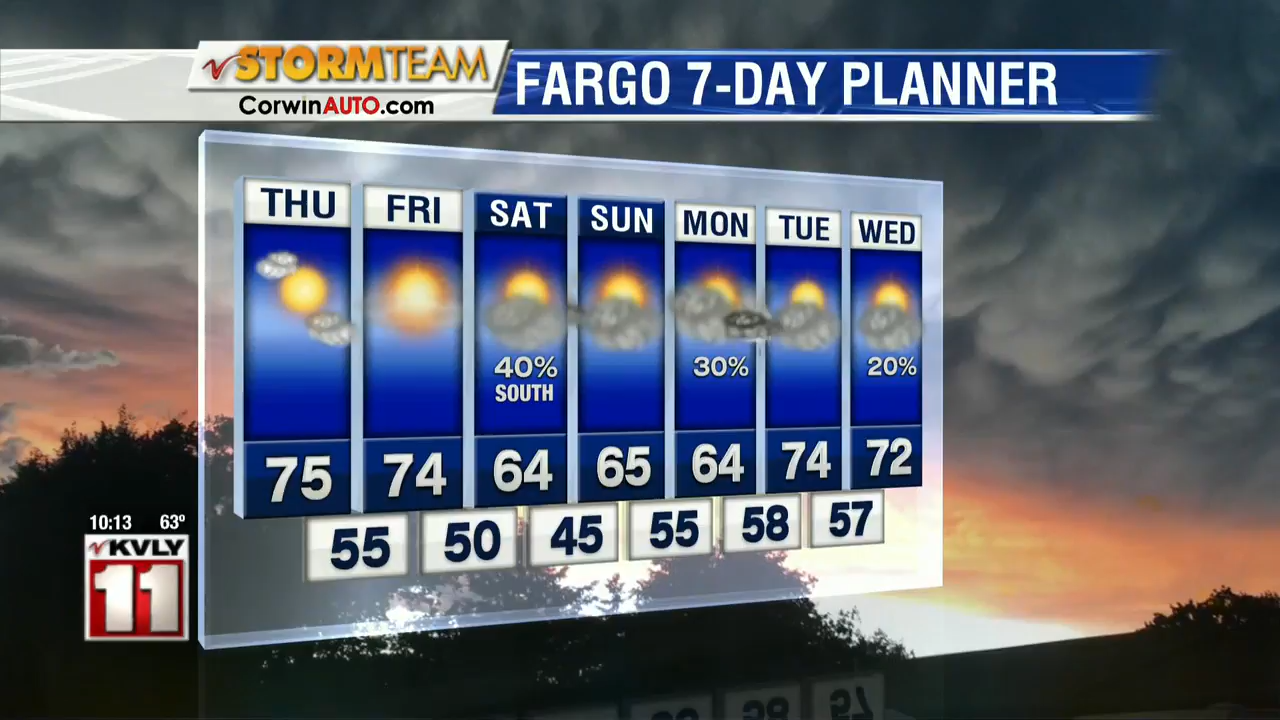 STORMTEAM
CorwinAUTO.com
FARGO 7-DAY PLANNER
THU FRI SAT SUN MON TUE WED
40% 30% 20%
SOUTH
75 74 64 65 64 74 72
55 50 45 55 58 57
10:13 63º
KVLY
11